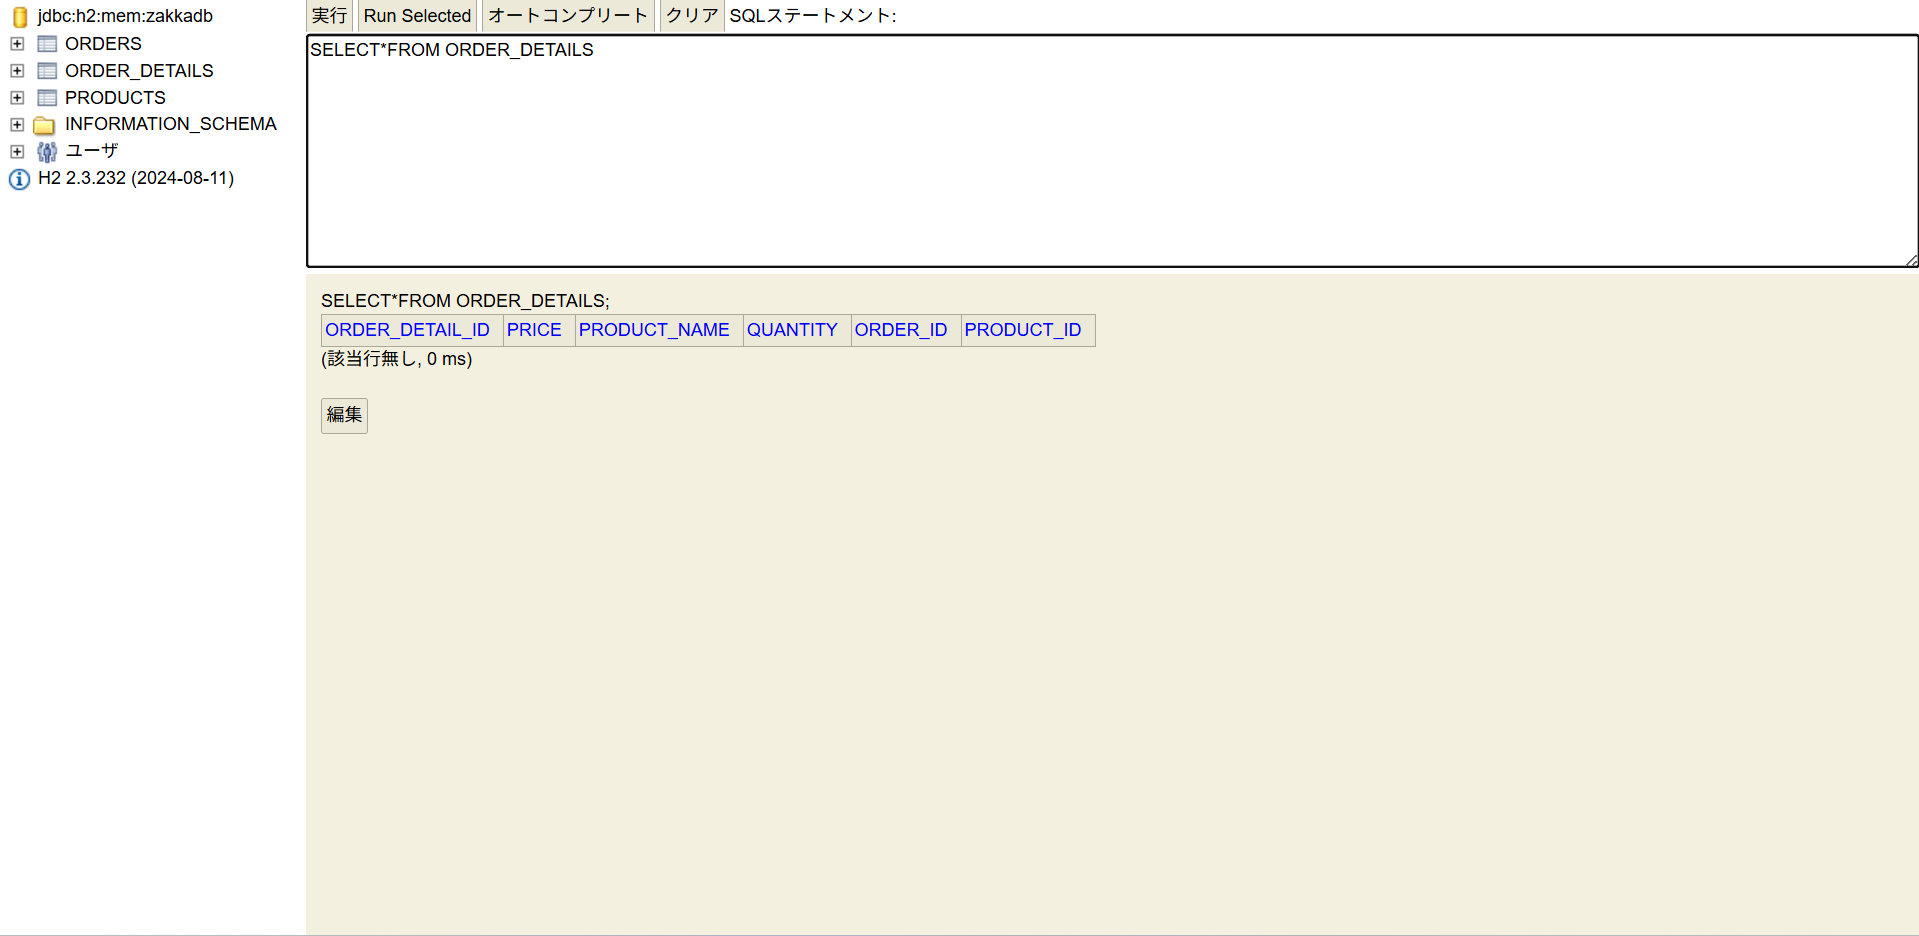 jdbc:h2:mem:zakkadb
ORDERS
ORDER_DETAILS
PRODUCTS
INFORMATION_SCHEMA
ユーザ
H2 2.3.232 (2024-08-11)
実行 Run Selected オートコンプリート クリア SQLステートメント:
SELECT*FROM ORDER_DETAILS
SELECT*FROM ORDER_DETAILS;
ORDER_DETAIL_ID PRICE PRODUCT_NAME QUANTITY ORDER_ID PRODUCT_ID
(該当行無し, 0 ms)
編集